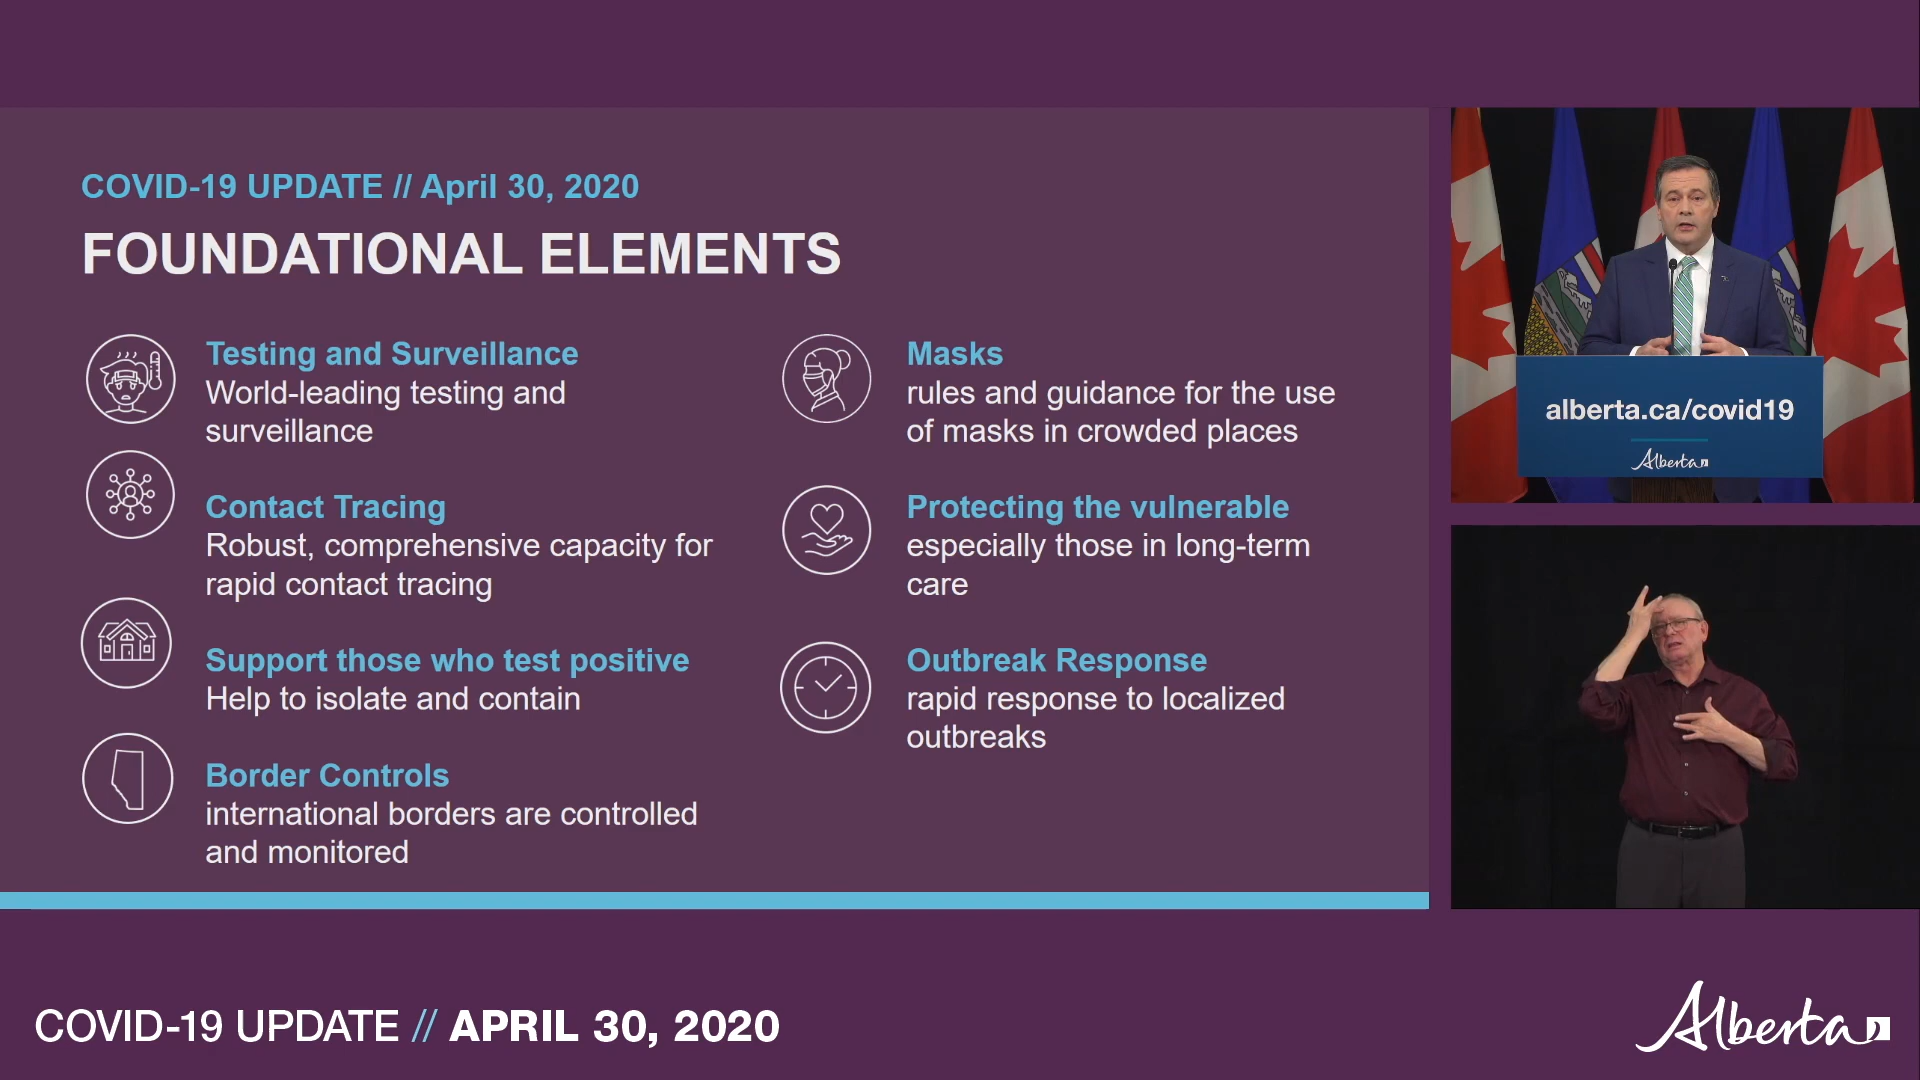 COVID-19 UPDATE // April 30, 2020
FOUNDATIONAL ELEMENTS
Testing and Surveillance
World-leading testing and
surveillance
Contact Tracing
Robust, comprehensive capacity for
rapid contact tracing
Support those who test positive
Help to isolate and contain
Border Controls
international borders are controlled
and monitored
Masks
rules and guidance for the use
of masks in crowded places
Protecting the vulnerable
especially those in long-term
care
Outbreak Response
rapid response to localized
outbreaks
alberta.ca/covid19
Alberta
COVID-19 UPDATE // APRIL 30, 2020
Alberta